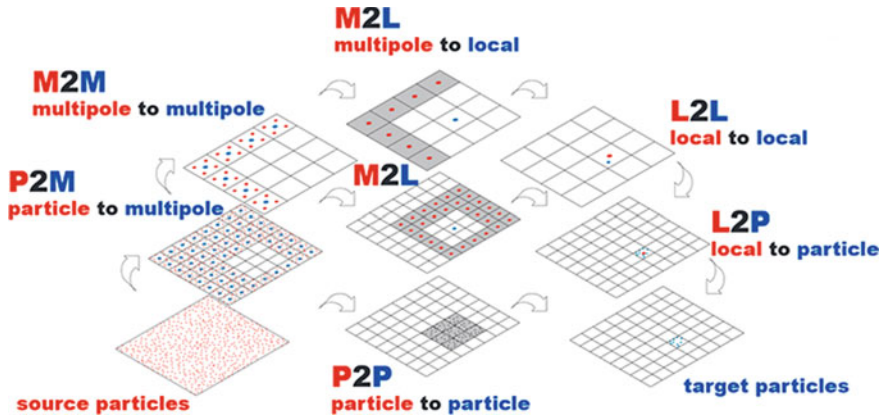 M2L
multipole to local
M2M
multipole to multipole
L2L
local to local
P2M
particle to multipole
M2L
L2P
local to particle
source particles
P2P
particle to particle
target particles